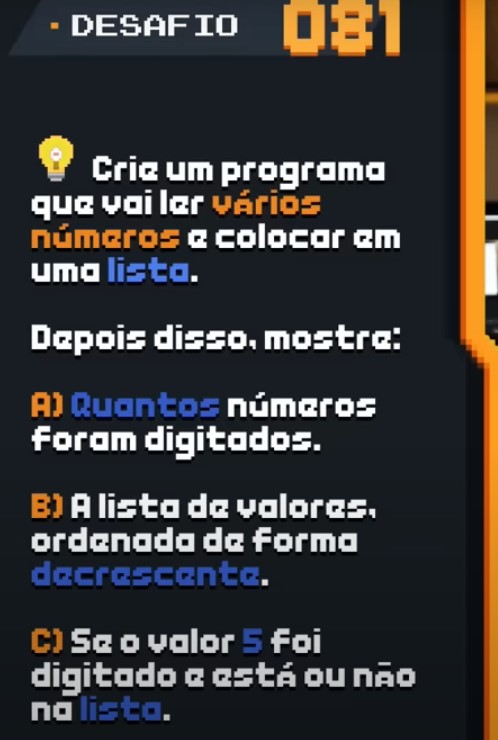 · DESAFIO 081
Crie um programa
que vai ler vários
números e colocar em
uma lista.
Depois disso, mostre:
A) Quantos números
foram digitados.
B) A lista de valores,
ordenada de forma
decrescente.
C) Se o valor 5 foi
digitado e está ou não
na lista.